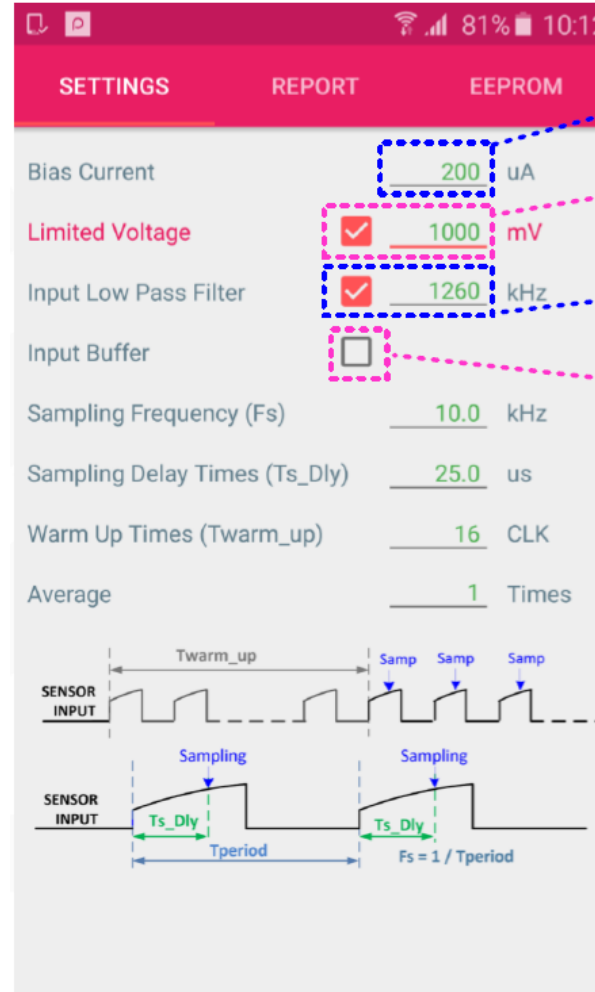 81% 10:12
SETTINGS REPORT EEPROM
Bias Current 200 uA
Limited Voltage 1000 mV
Input Low Pass Filter 1260 kHz
Input Buffer
Sampling Frequency (Fs) 10.0 kHz
Sampling Delay Times (Ts_Dly) 25.0 us
Warm Up Times (Twarm_up) 16 CLK
Average 1 Times
Twarm_up Samp Samp Samp
SENSOR
INPUT
Sampling Sampling
SENSOR
INPUT
Ts_Dly Ts_Dly
Tperiod Fs = 1 / Tperiod